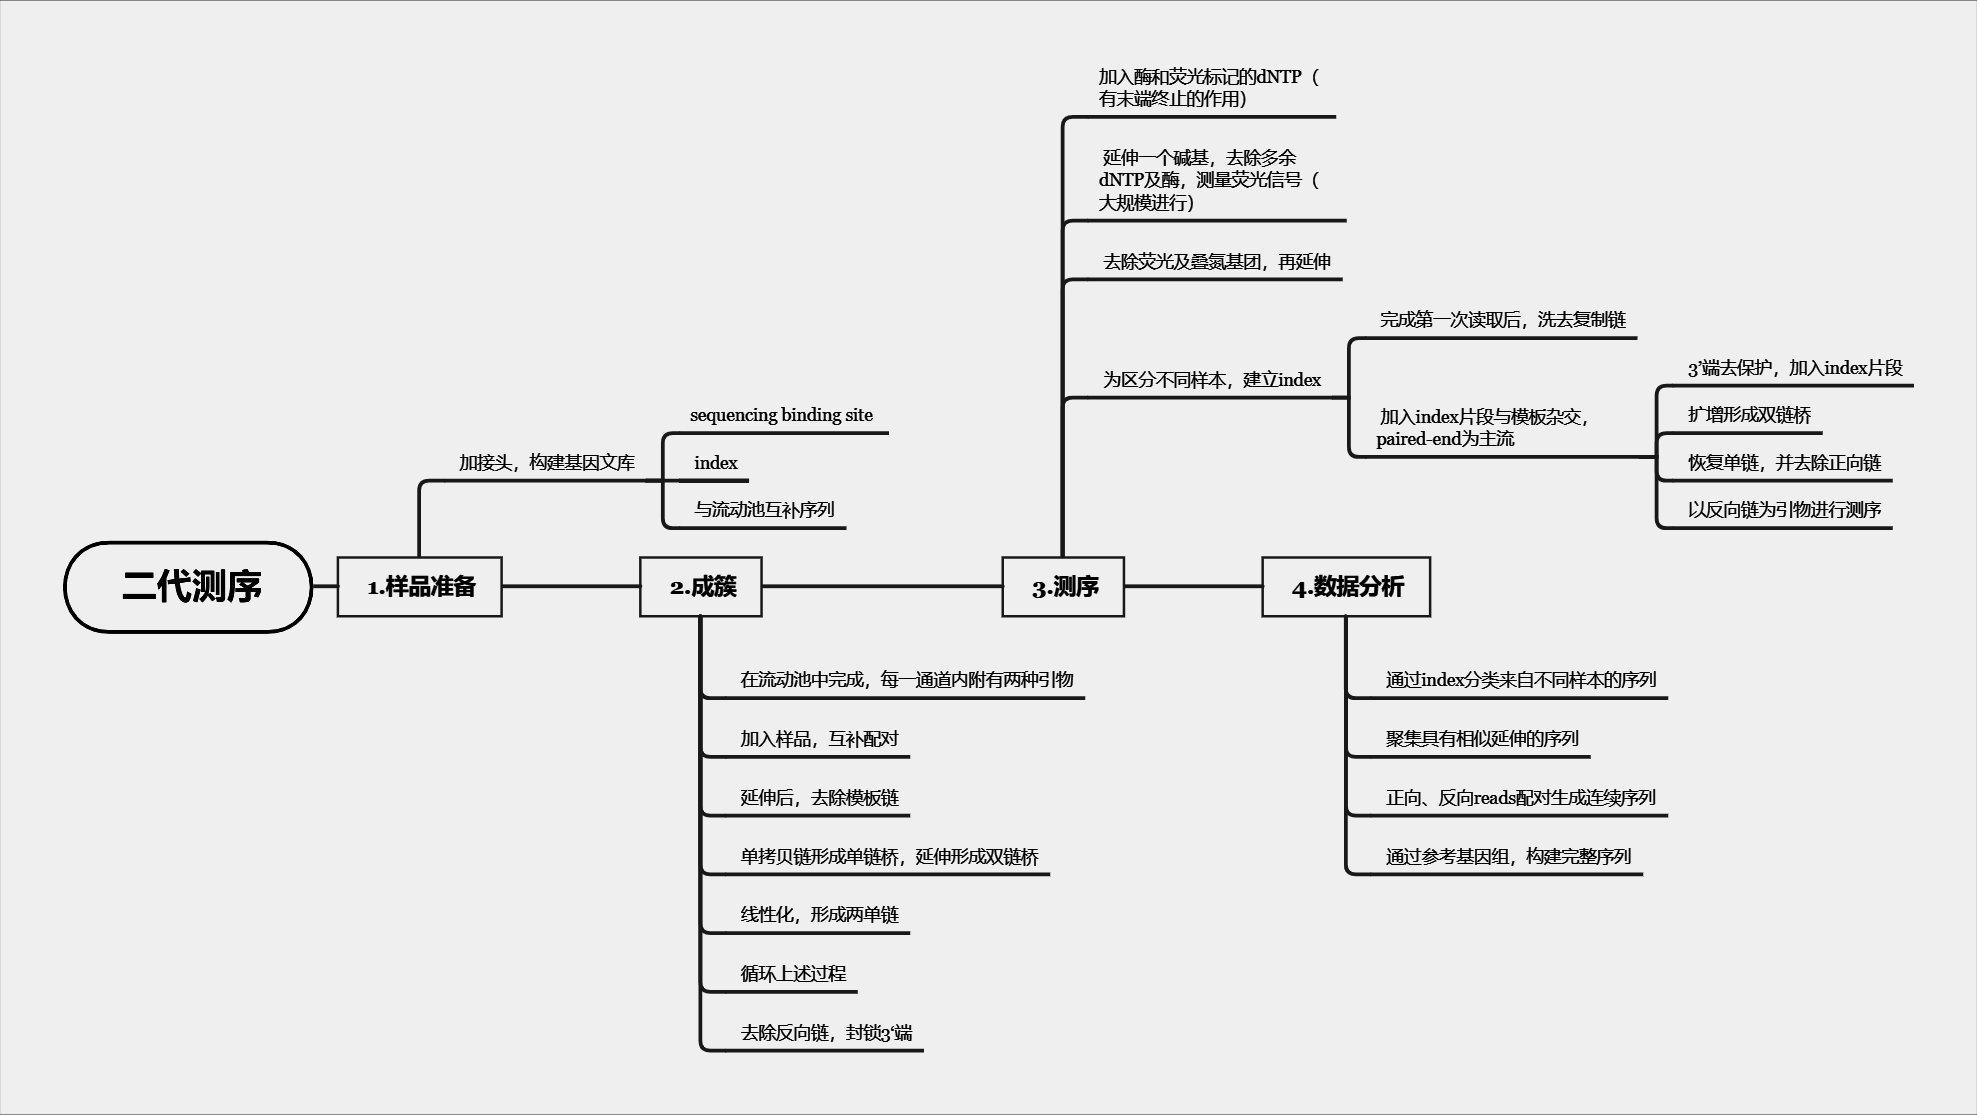 二代测序
1.样品准备
加接头，构建基因文库
sequencing binding site
index
与流动池互补序列
2.成簇
在流动池中完成，每一通道内附有两种引物
加入样品，互补配对
延伸后，去除模板链
单拷贝链形成单链桥，延伸形成双链桥
线性化，形成两单链
循环上述过程
去除反向链，封锁3‘端
3.测序
加入酶和荧光标记的dNTP（
有末端终止的作用）
延伸一个碱基，去除多余
dNTP及酶，测量荧光信号（
大规模进行）
去除荧光及叠氮基团，再延伸
为区分不同样本，建立index
完成第一次读取后，洗去复制链
加入index片段与模板杂交，
paired-end为主流
3’端去保护，加入index片段
扩增形成双链桥
恢复单链，并去除正向链
以反向链为引物进行测序
4.数据分析
通过index分类来自不同样本的序列
聚集具有相似延伸的序列
正向、反向reads配对生成连续序列
通过参考基因组，构建完整序列